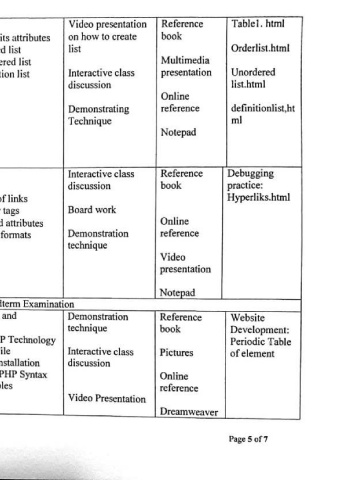 its attributes
ed list
ered list
tion list
Video presentation
on how to create
list
Interactive class
discussion
Demonstrating
Technique
Reference
book
Multimedia
presentation
Online
reference
Notepad
Table1. html
Orderlist.html
Unordered
list.html
definitionlist,ht
ml
of links
tags
d attributes
formats
Interactive class
discussion
Board work
Demonstration
technique
Reference
book
Online
reference
Video
presentation
Notepad
Debugging
practice:
Hyperliks.html
dterm Examination
and
P Technology
ile
nstallation
PHP Syntax
bles
Demonstration
technique
Interactive class
discussion
Video Presentation
Reference
book
Pictures
Online
reference
Dreamweaver
Website
Development:
Periodic Table
of element
Page 5 of 7